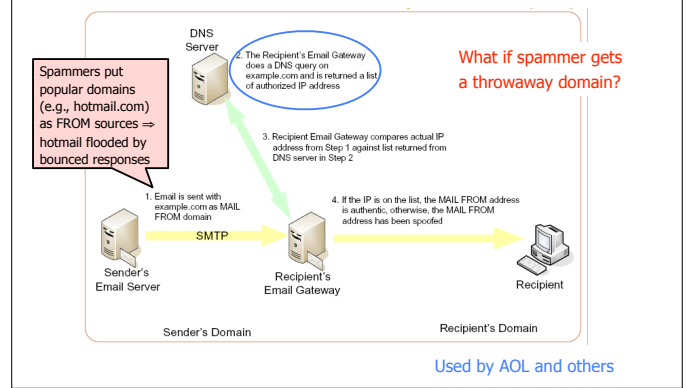 DNS
Server
2. The Recipient's Email Gateway
does a DNS query on
example.com and is returned a list
of authorized IP address
What if spammer gets
a throwaway domain?
Spammers put
popular domains
(e.g., hotmail.com)
as FROM sources ⇒
hotmail flooded by
bounced responses
3. Recipient Email Gateway compares actual IP
address from Step 1 against list returned from
DNS server in Step 2
1. Email is sent with
example.com as MAIL
FROM domain
4. If the IP is on the list, the MAIL FROM address
is authentic, otherwise, the MAIL FROM
address has been spoofed
SMTP
Sender's
Email Server
Recipient's
Email Gateway
Recipient
Sender's Domain
Recipient's Domain
Used by AOL and others